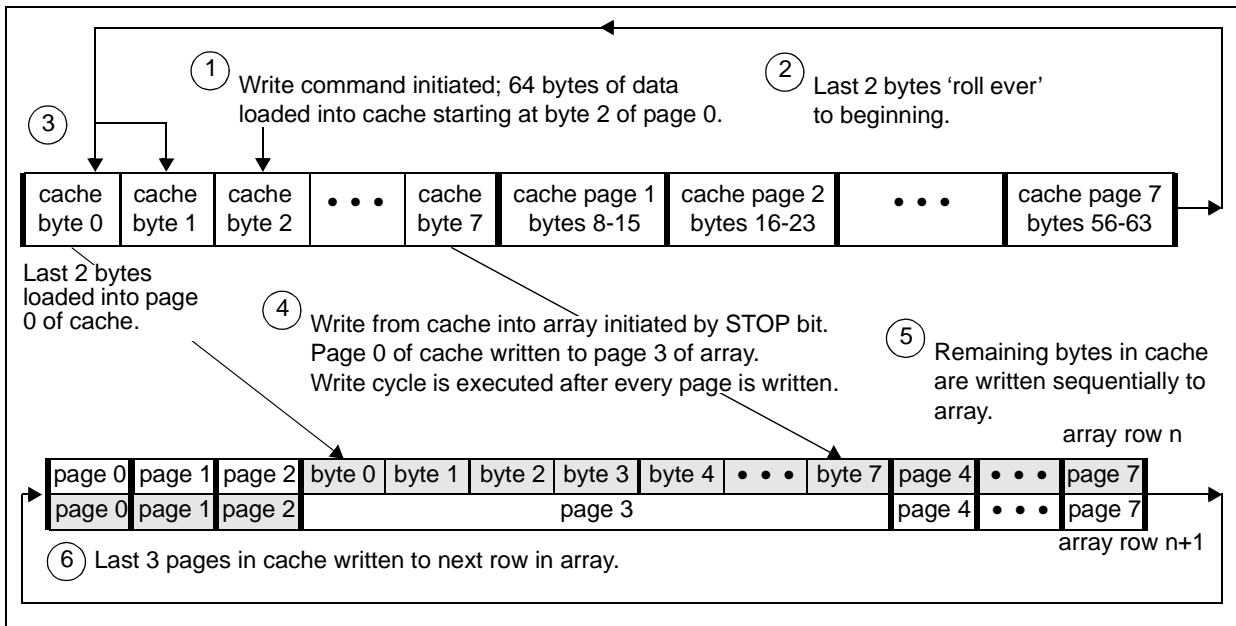 1 Write command initiated; 64 bytes of data
loaded into cache starting at byte 2 of page 0.
2 Last 2 bytes ‘roll ever’
to beginning.
3
cache byte 0 cache byte 1 cache byte 2 • • • cache byte 7 cache page 1 bytes 8-15 cache page 2 bytes 16-23 • • • cache page 7 bytes 56-63
Last 2 bytes
loaded into page
0 of cache.
4 Write from cache into array initiated by STOP bit.
Page 0 of cache written to page 3 of array.
Write cycle is executed after every page is written.
5 Remaining bytes in cache
are written sequentially to
array.
array row n
page 0 page 1 page 2 byte 0 byte 1 byte 2 byte 3 byte 4 • • • byte 7 page 4 • • • page 7
page 0 page 1 page 2 page 3 page 4 • • • page 7
array row n+1
6 Last 3 pages in cache written to next row in array.